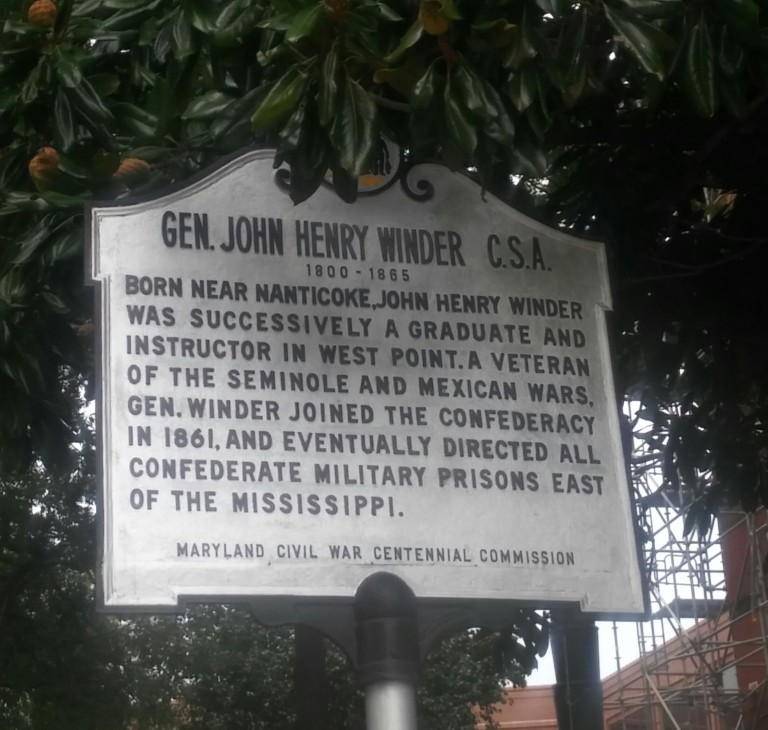 GEN. JOHN HENRY WINDER C.S.A.
1800-1865
BORN NEAR NANTICOKE, JOHN HENRY WINDER
WAS SUCCESSIVELY A GRADUATE AND
INSTRUCTOR IN WEST POINT. A VETERAN
OF THE SEMINOLE AND MEXICAN WARS,
GEN. WINDER JOINED THE CONFEDERACY
IN 1861, AND EVENTUALLY DIRECTED ALL
CONFEDERATE MILITARY PRISONS EAST
OF THE MISSISSIPPI.
MARYLAND CIVIL WAR CENTENNIAL COMMISSION